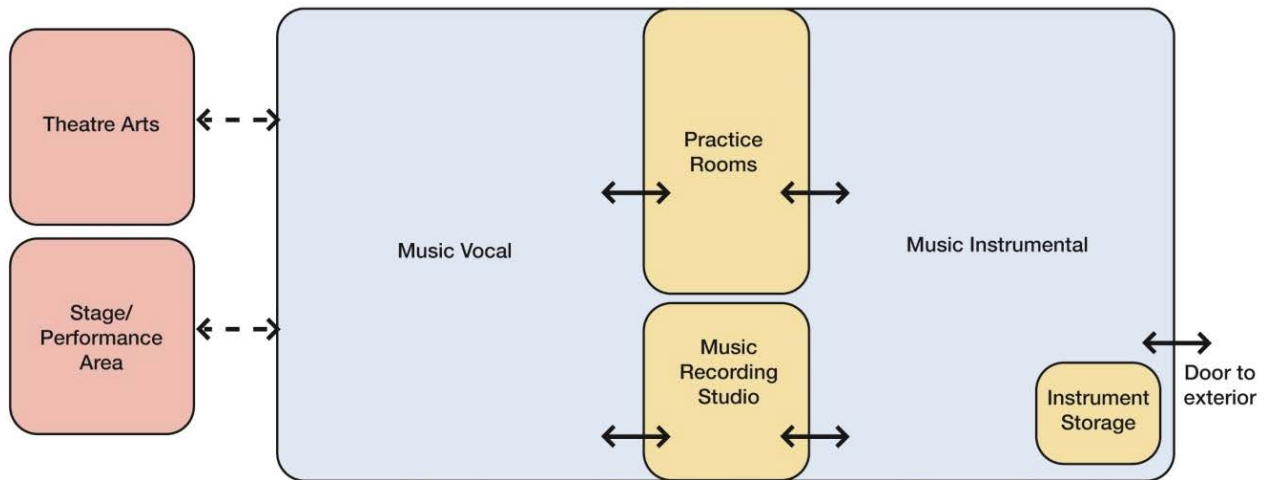 Theatre Arts
Stage/
Performance
Area
Music Vocal
Practice
Rooms
Music
Recording
Studio
Music Instrumental
Instrument
Storage
Door to
exterior